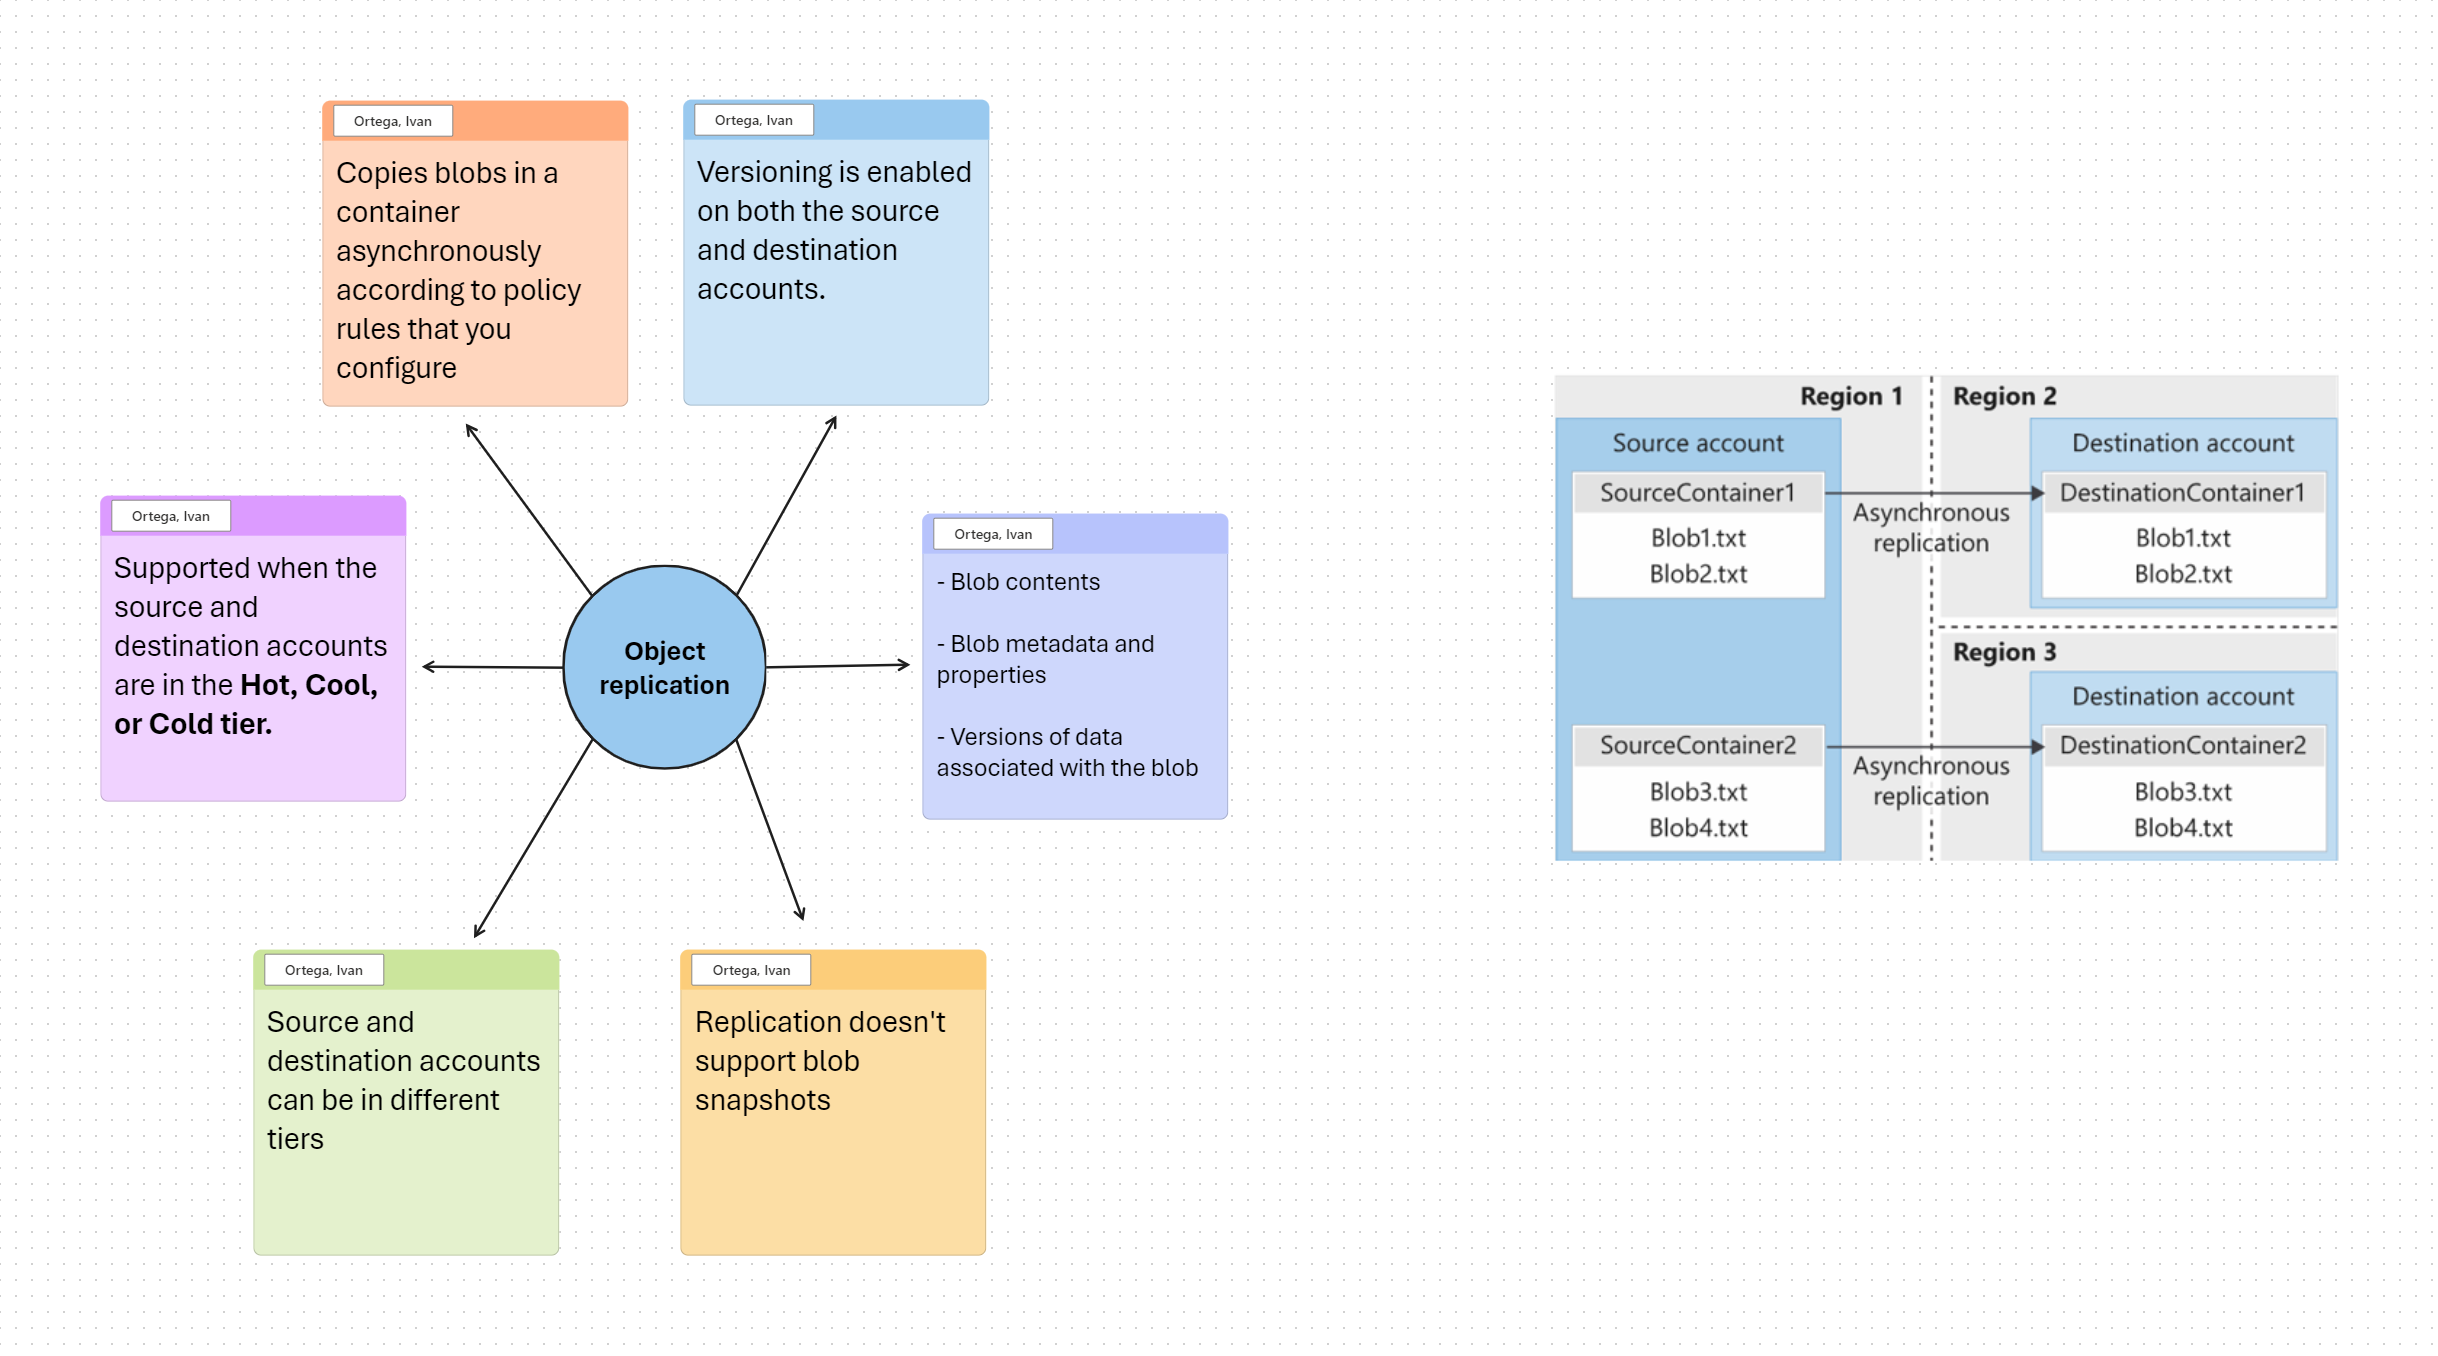 Ortega, Ivan
Copies blobs in a
container
asynchronously
according to policy
rules that you
configure
Ortega, Ivan
Versioning is enabled
on both the source
and destination
accounts.
Ortega, Ivan
Supported when the
source and
destination accounts
are in the Hot, Cool,
or Cold tier.
Object
replication
Ortega, Ivan
- Blob contents
- Blob metadata and
properties
- Versions of data
associated with the blob
Ortega, Ivan
Source and
destination accounts
can be in different
tiers
Ortega, Ivan
Replication doesn't
support blob
snapshots
Region 1
Source account
SourceContainer1
Blob1.txt
Blob2.txt
Asynchronous
replication
Region 2
Destination account
DestinationContainer1
Blob1.txt
Blob2.txt
SourceContainer2
Blob3.txt
Blob4.txt
Asynchronous
replication
Region 3
Destination account
DestinationContainer2
Blob3.txt
Blob4.txt